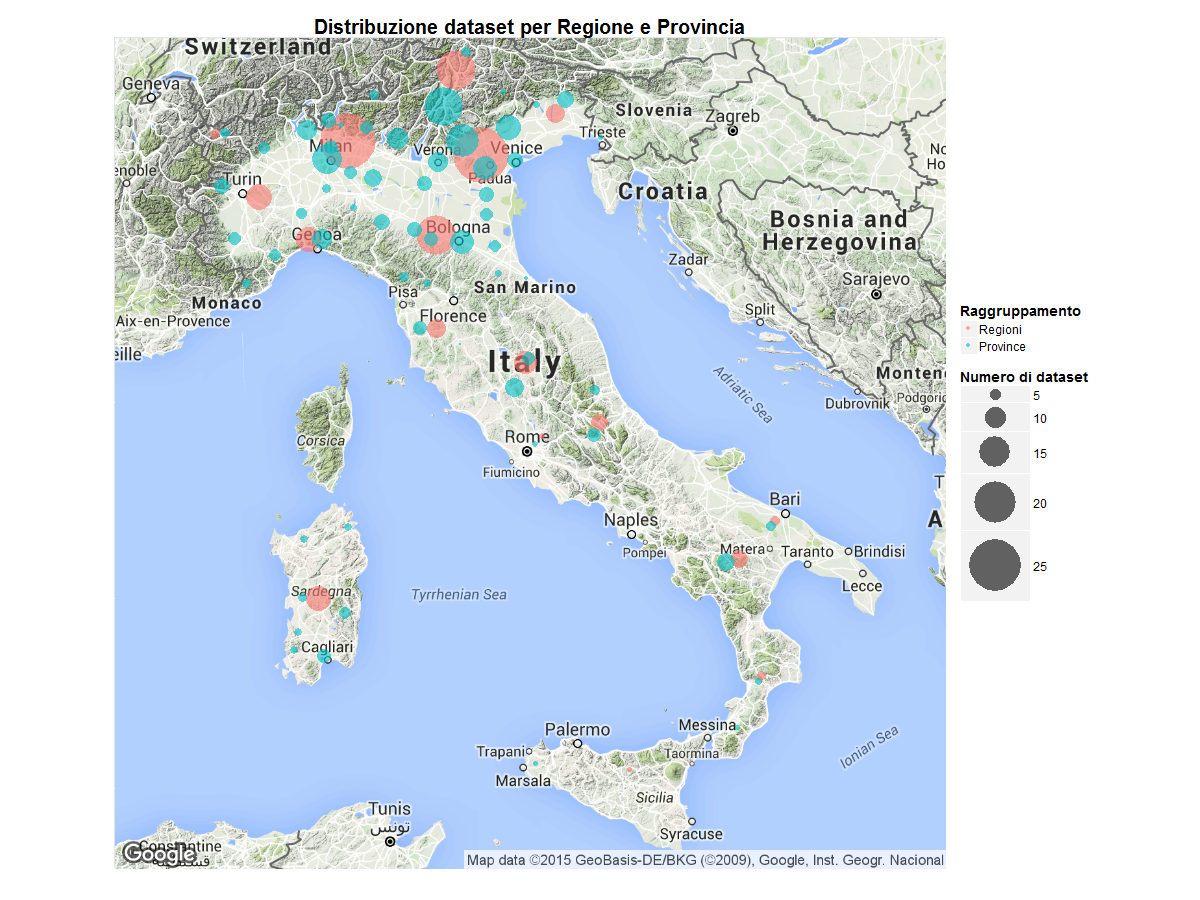 Distribuzione dataset per Regione e Provincia
Switzerland
Geneva
Slovenia
Zagreb
Trieste
Milan
Verona
Venice
Padua
Turin
Croatia
Bosnia and
Herzegovina
Genoa
Bologna
Zadar
Sarajevo
San Marino
Monaco
Pisa
Florence
Split
Aix-en-Provence
Italy
Adriatic Sea
Dubrovnik
Corsica
Rome
Fiumicino
Bari
Naples
Pompei
Matera
Taranto
Brindisi
Lecce
Sardegna
Tyrrhenian Sea
Cagliari
Palermo
Messina
Trapani
Taormina
Marsala
Ionian Sea
Sicilia
Syracuse
Tunis
تونس
Constantine
Google
Map data ©2015 GeoBasis-DE/BKG (©2009), Google, Inst. Geogr. Nacional
Raggruppamento
Regioni
Province
Numero di dataset
5
10
15
20
25